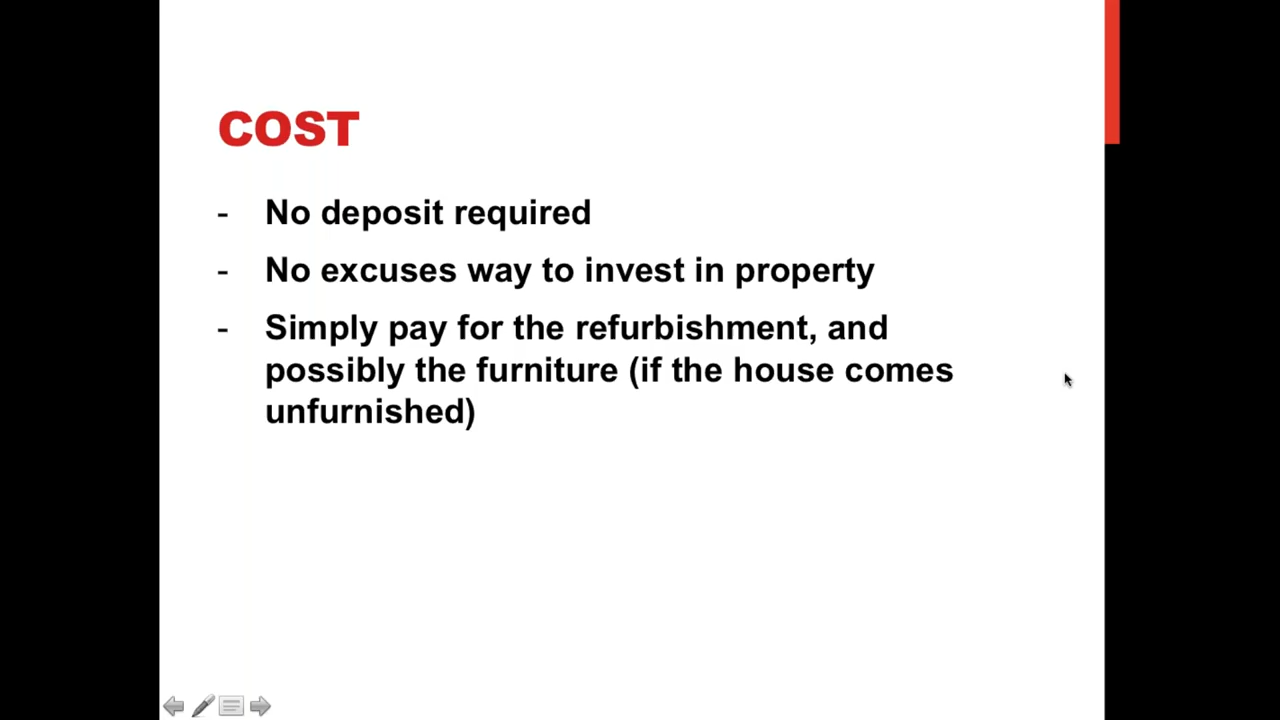 COST
- No deposit required
- No excuses way to invest in property
- Simply pay for the refurbishment, and
possibly the furniture (if the house comes
unfurnished)